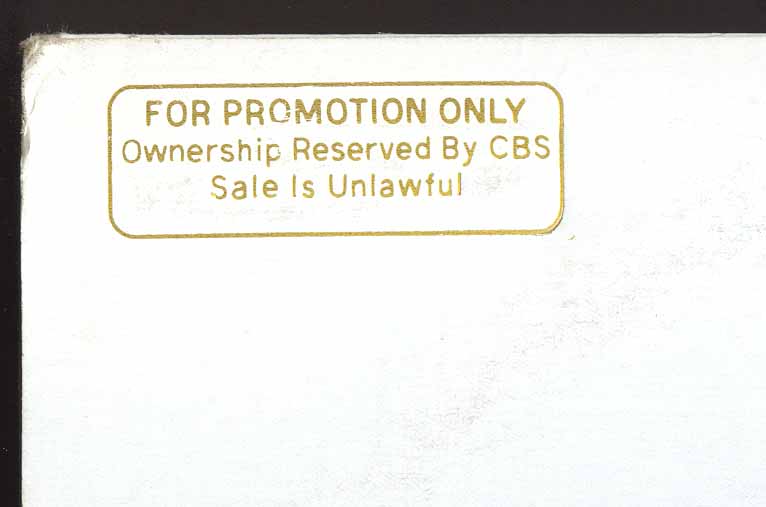 FOR PROMOTION ONLY
Ownership Reserved By CBS
Sale Is Unlawful